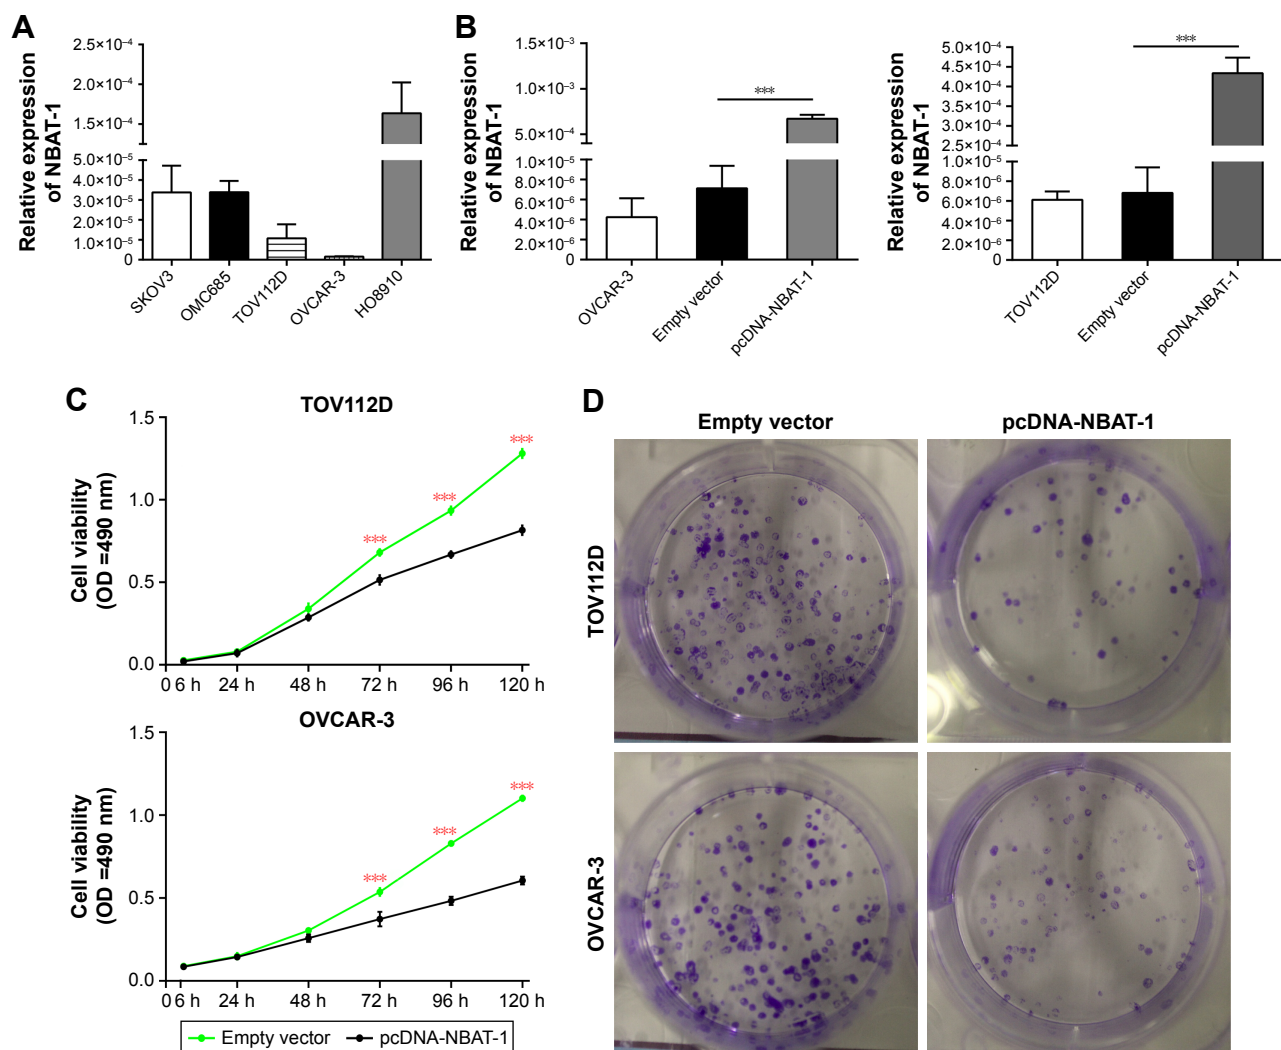 A
Relative expression
of NBAT-1
2.5×10⁻⁴
2.0×10⁻⁴
1.5×10⁻⁴
5.0×10⁻⁵
4.0×10⁻⁵
3.0×10⁻⁵
2.0×10⁻⁵
1.0×10⁻⁵
0
SKOV3
OMC685
TOV112D
OVCAR-3
HO8910
B
Relative expression
of NBAT-1
1.5×10⁻³
1.0×10⁻³
5.0×10⁻⁴
1.0×10⁻⁵
8.0×10⁻⁶
6.0×10⁻⁶
4.0×10⁻⁶
2.0×10⁻⁶
0
***
OVCAR-3
Empty vector
pcDNA-NBAT-1
Relative expression
of NBAT-1
5.0×10⁻⁴
4.5×10⁻⁴
4×10⁻⁴
3.5×10⁻⁴
3×10⁻⁴
2.5×10⁻⁴
1.0×10⁻⁵
8.0×10⁻⁶
6.0×10⁻⁶
4.0×10⁻⁶
2.0×10⁻⁶
0
***
TOV112D
Empty vector
pcDNA-NBAT-1
C
TOV112D
Cell viability
(OD =490 nm)
1.5
1.0
0.5
0.0
*** *** ***
0 6 h 24 h 48 h 72 h 96 h 120 h
OVCAR-3
Cell viability
(OD =490 nm)
1.5
1.0
0.5
0.0
*** *** ***
0 6 h 24 h 48 h 72 h 96 h 120 h
Empty vector pcDNA-NBAT-1
D
Empty vector pcDNA-NBAT-1
TOV112D
OVCAR-3